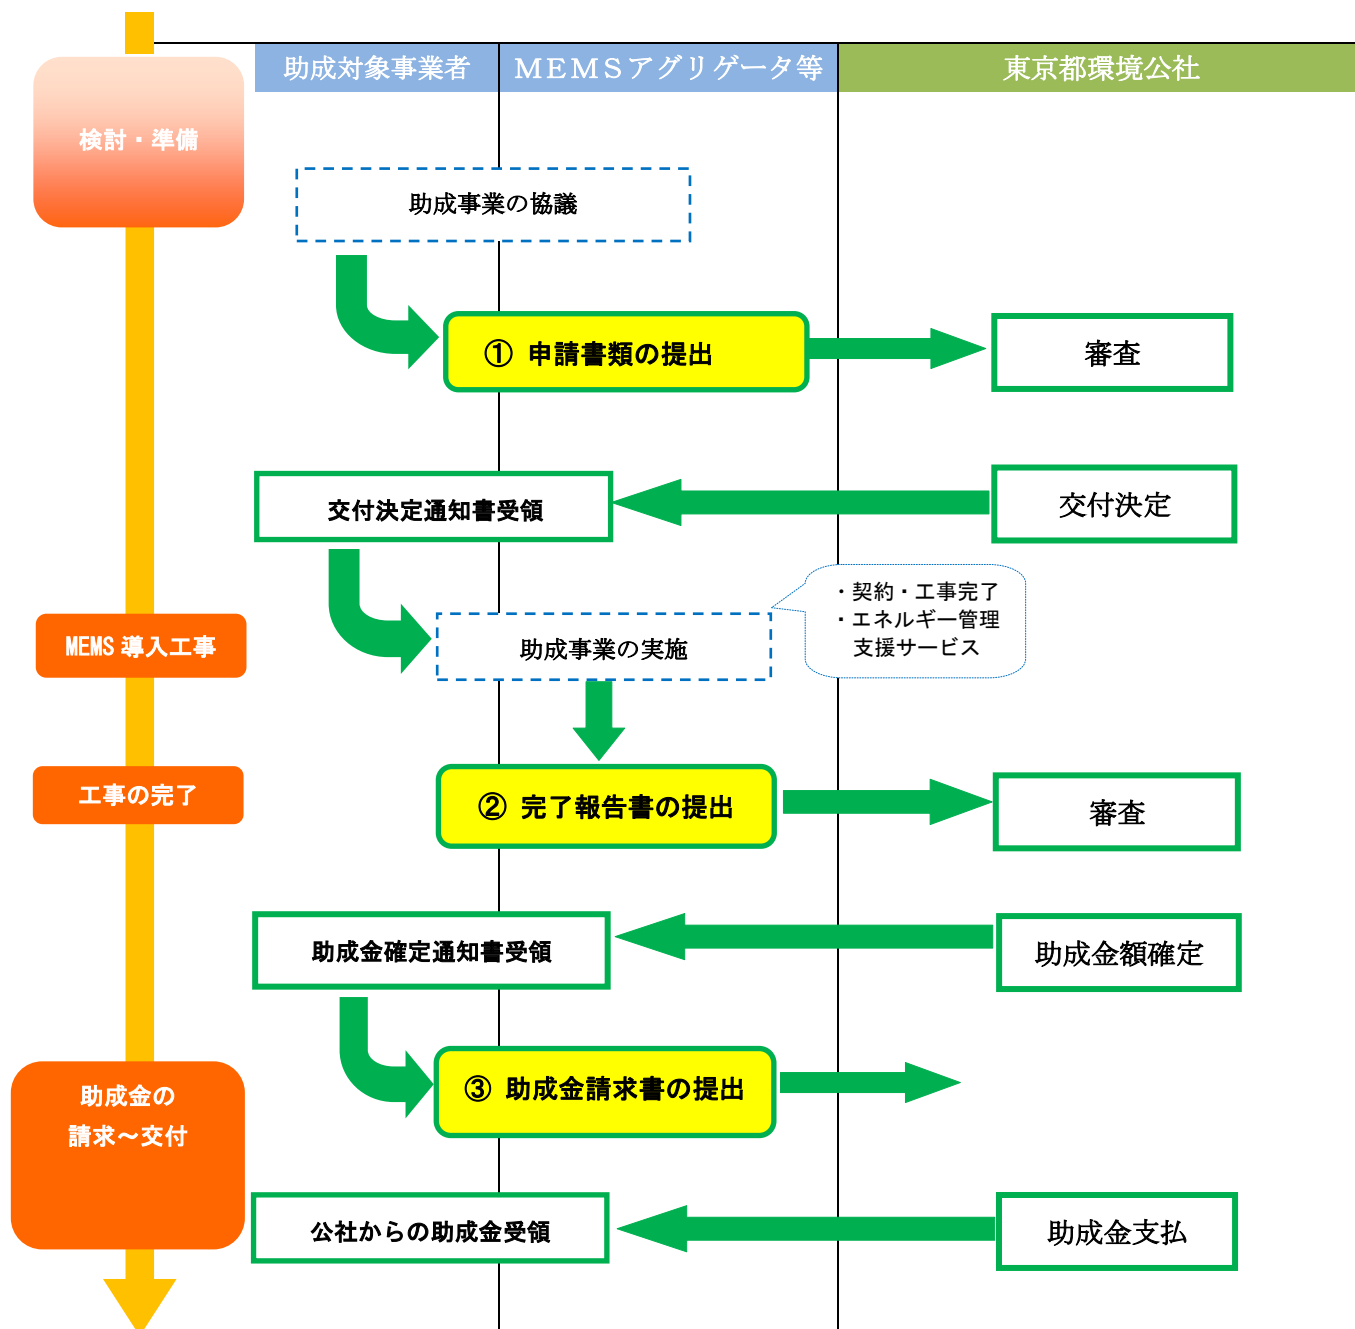 助成対象事業者
ＭＥＭＳアグリゲータ等
東京都環境公社
検討・準備
助成事業の協議
① 申請書類の提出
審査
交付決定通知書受領
交付決定
・契約・工事完了
・エネルギー管理
支援サービス
MEMS 導入工事
助成事業の実施
工事の完了
② 完了報告書の提出
審査
助成金確定通知書受領
助成金額確定
助成金の
請求～交付
③ 助成金請求書の提出
公社からの助成金受領
助成金支払